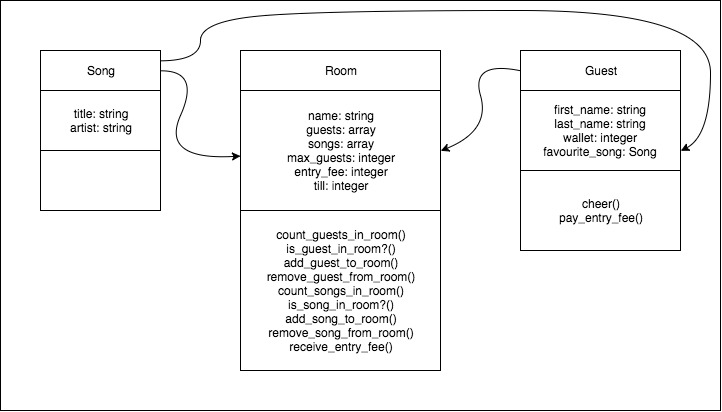 Song
title: string
artist: string
Room
name: string
guests: array
songs: array
max_guests: integer
entry_fee: integer
till: integer
count_guests_in_room()
is_guest_in_room?()
add_guest_to_room()
remove_guest_from_room()
count_songs_in_room()
is_song_in_room?()
add_song_to_room()
remove_song_from_room()
receive_entry_fee()
Guest
first_name: string
last_name: string
wallet: integer
favourite_song: Song
cheer()
pay_entry_fee()